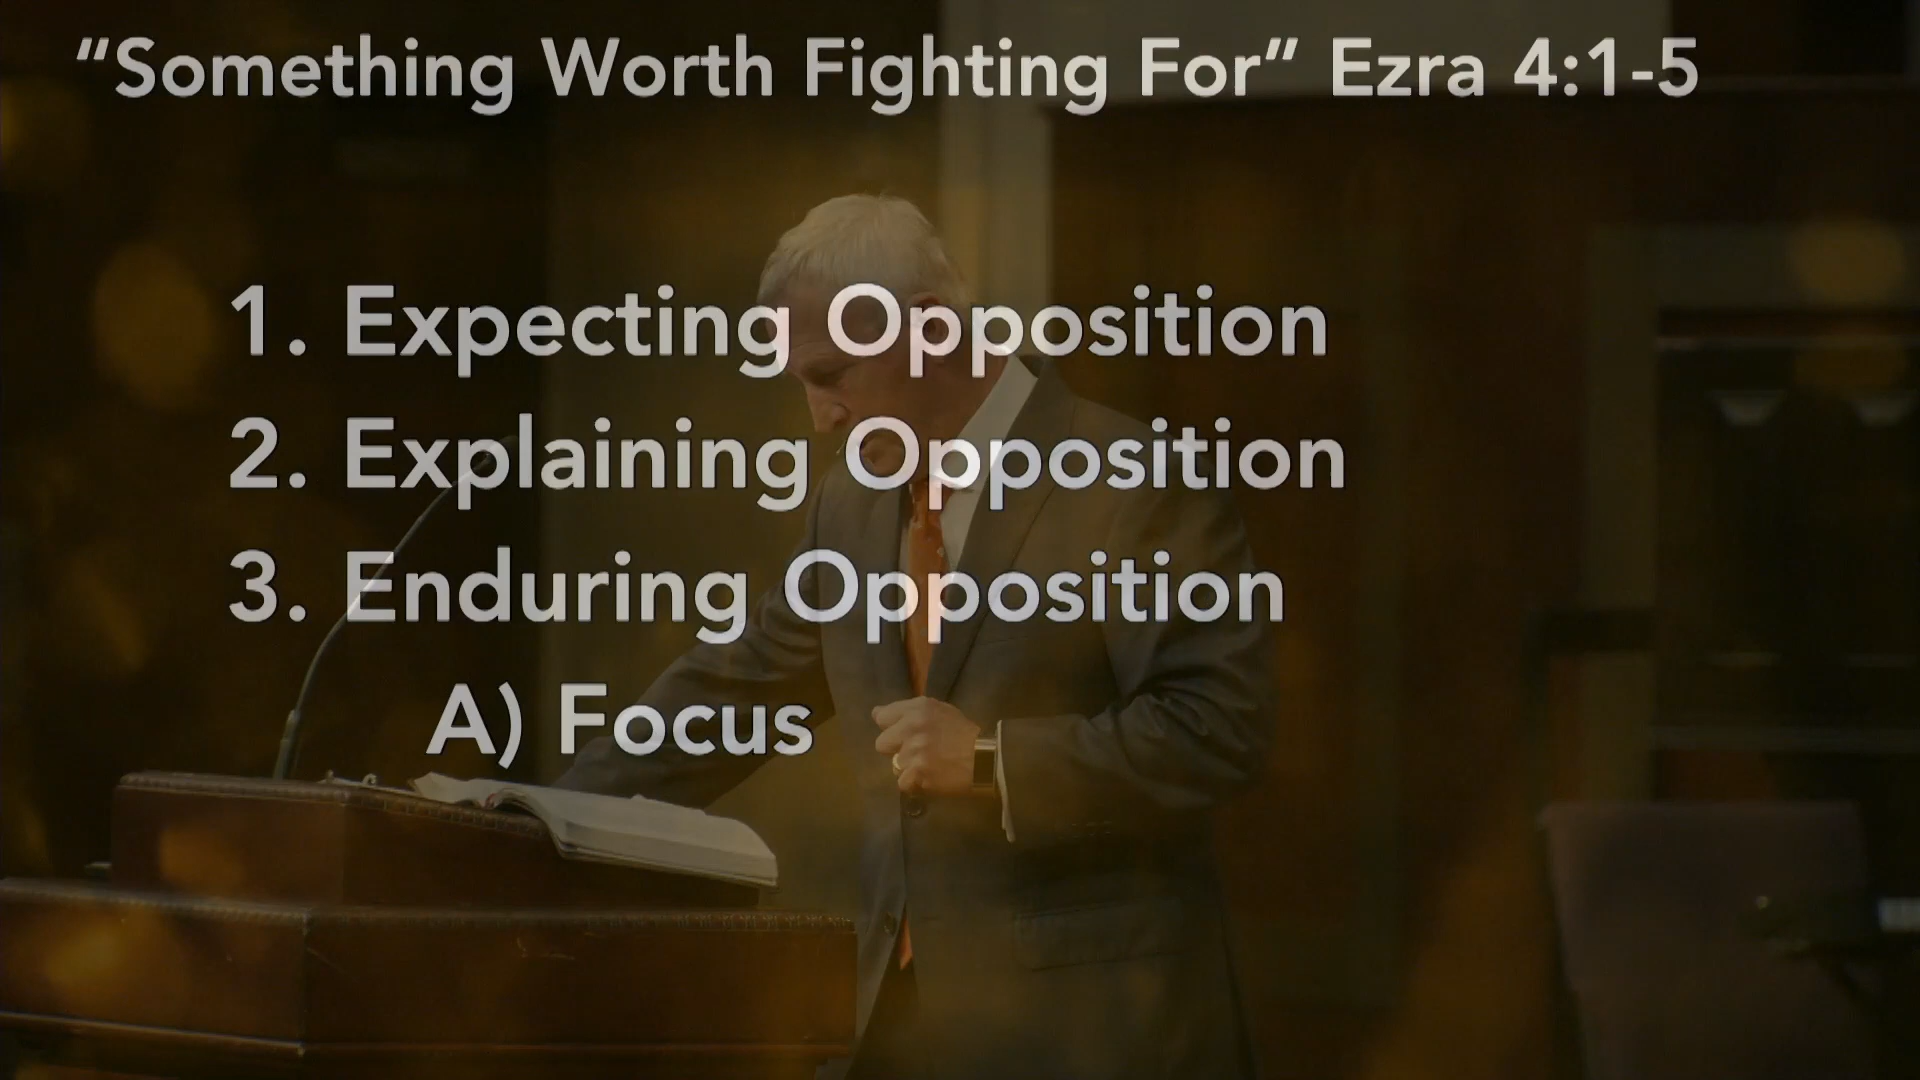 “Something Worth Fighting For” Ezra 4:1-5
1. Expecting Opposition
2. Explaining Opposition
3. Enduring Opposition
A) Focus